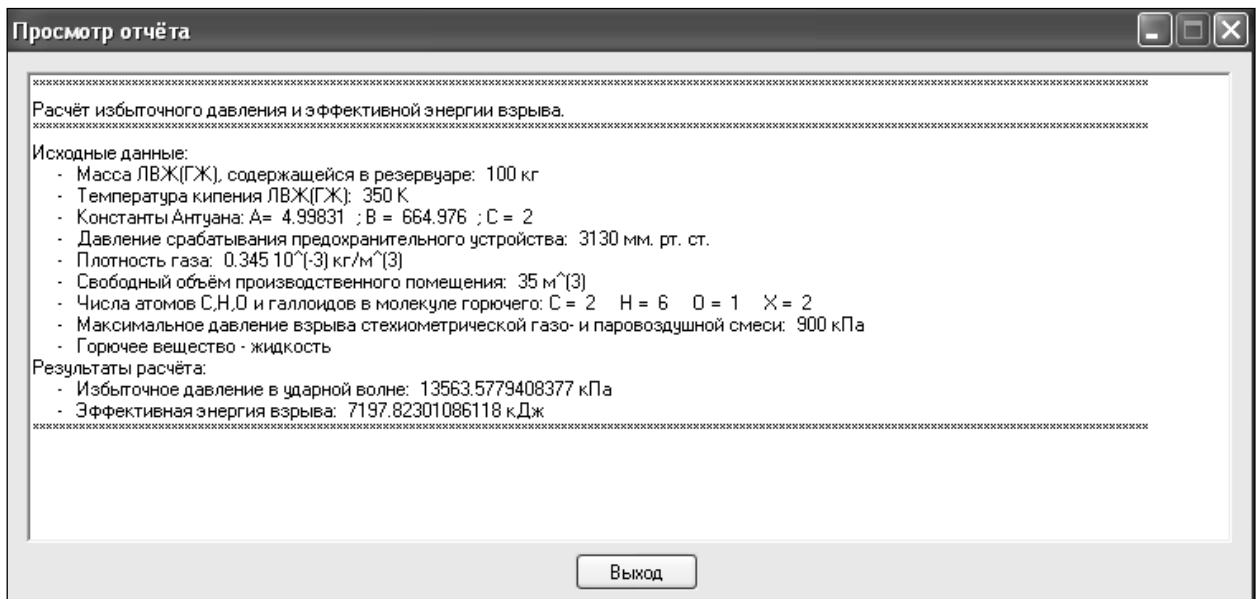 Просмотр отчёта
Расчёт избыточного давления и эффективной энергии взрыва.
Исходные данные:
- Масса ЛВЖ(ГЖ), содержащейся в резервуаре: 100 кг
- Температура кипения ЛВЖ(ГЖ): 350 К
- Константы Антуана: A= 4.99831 ; B = 664.976 ; C = 2
- Давление срабатывания предохранительного устройства: 3130 мм. рт. ст.
- Плотность газа: 0.345 10^(-3) кг/м^(3)
- Свободный объём производственного помещения: 35 м^(3)
- Числа атомов C,H,O и галлоидов в молекуле горючего: C = 2 H = 6 O = 1 X = 2
- Максимальное давление взрыва стехиометрической газо- и паровоздушной смеси: 900 кПа
- Горючее вещество - жидкость
Результаты расчёта:
- Избыточное давление в ударной волне: 13563.5779408377 кПа
- Эффективная энергия взрыва: 7197.82301086118 кДж
Выход